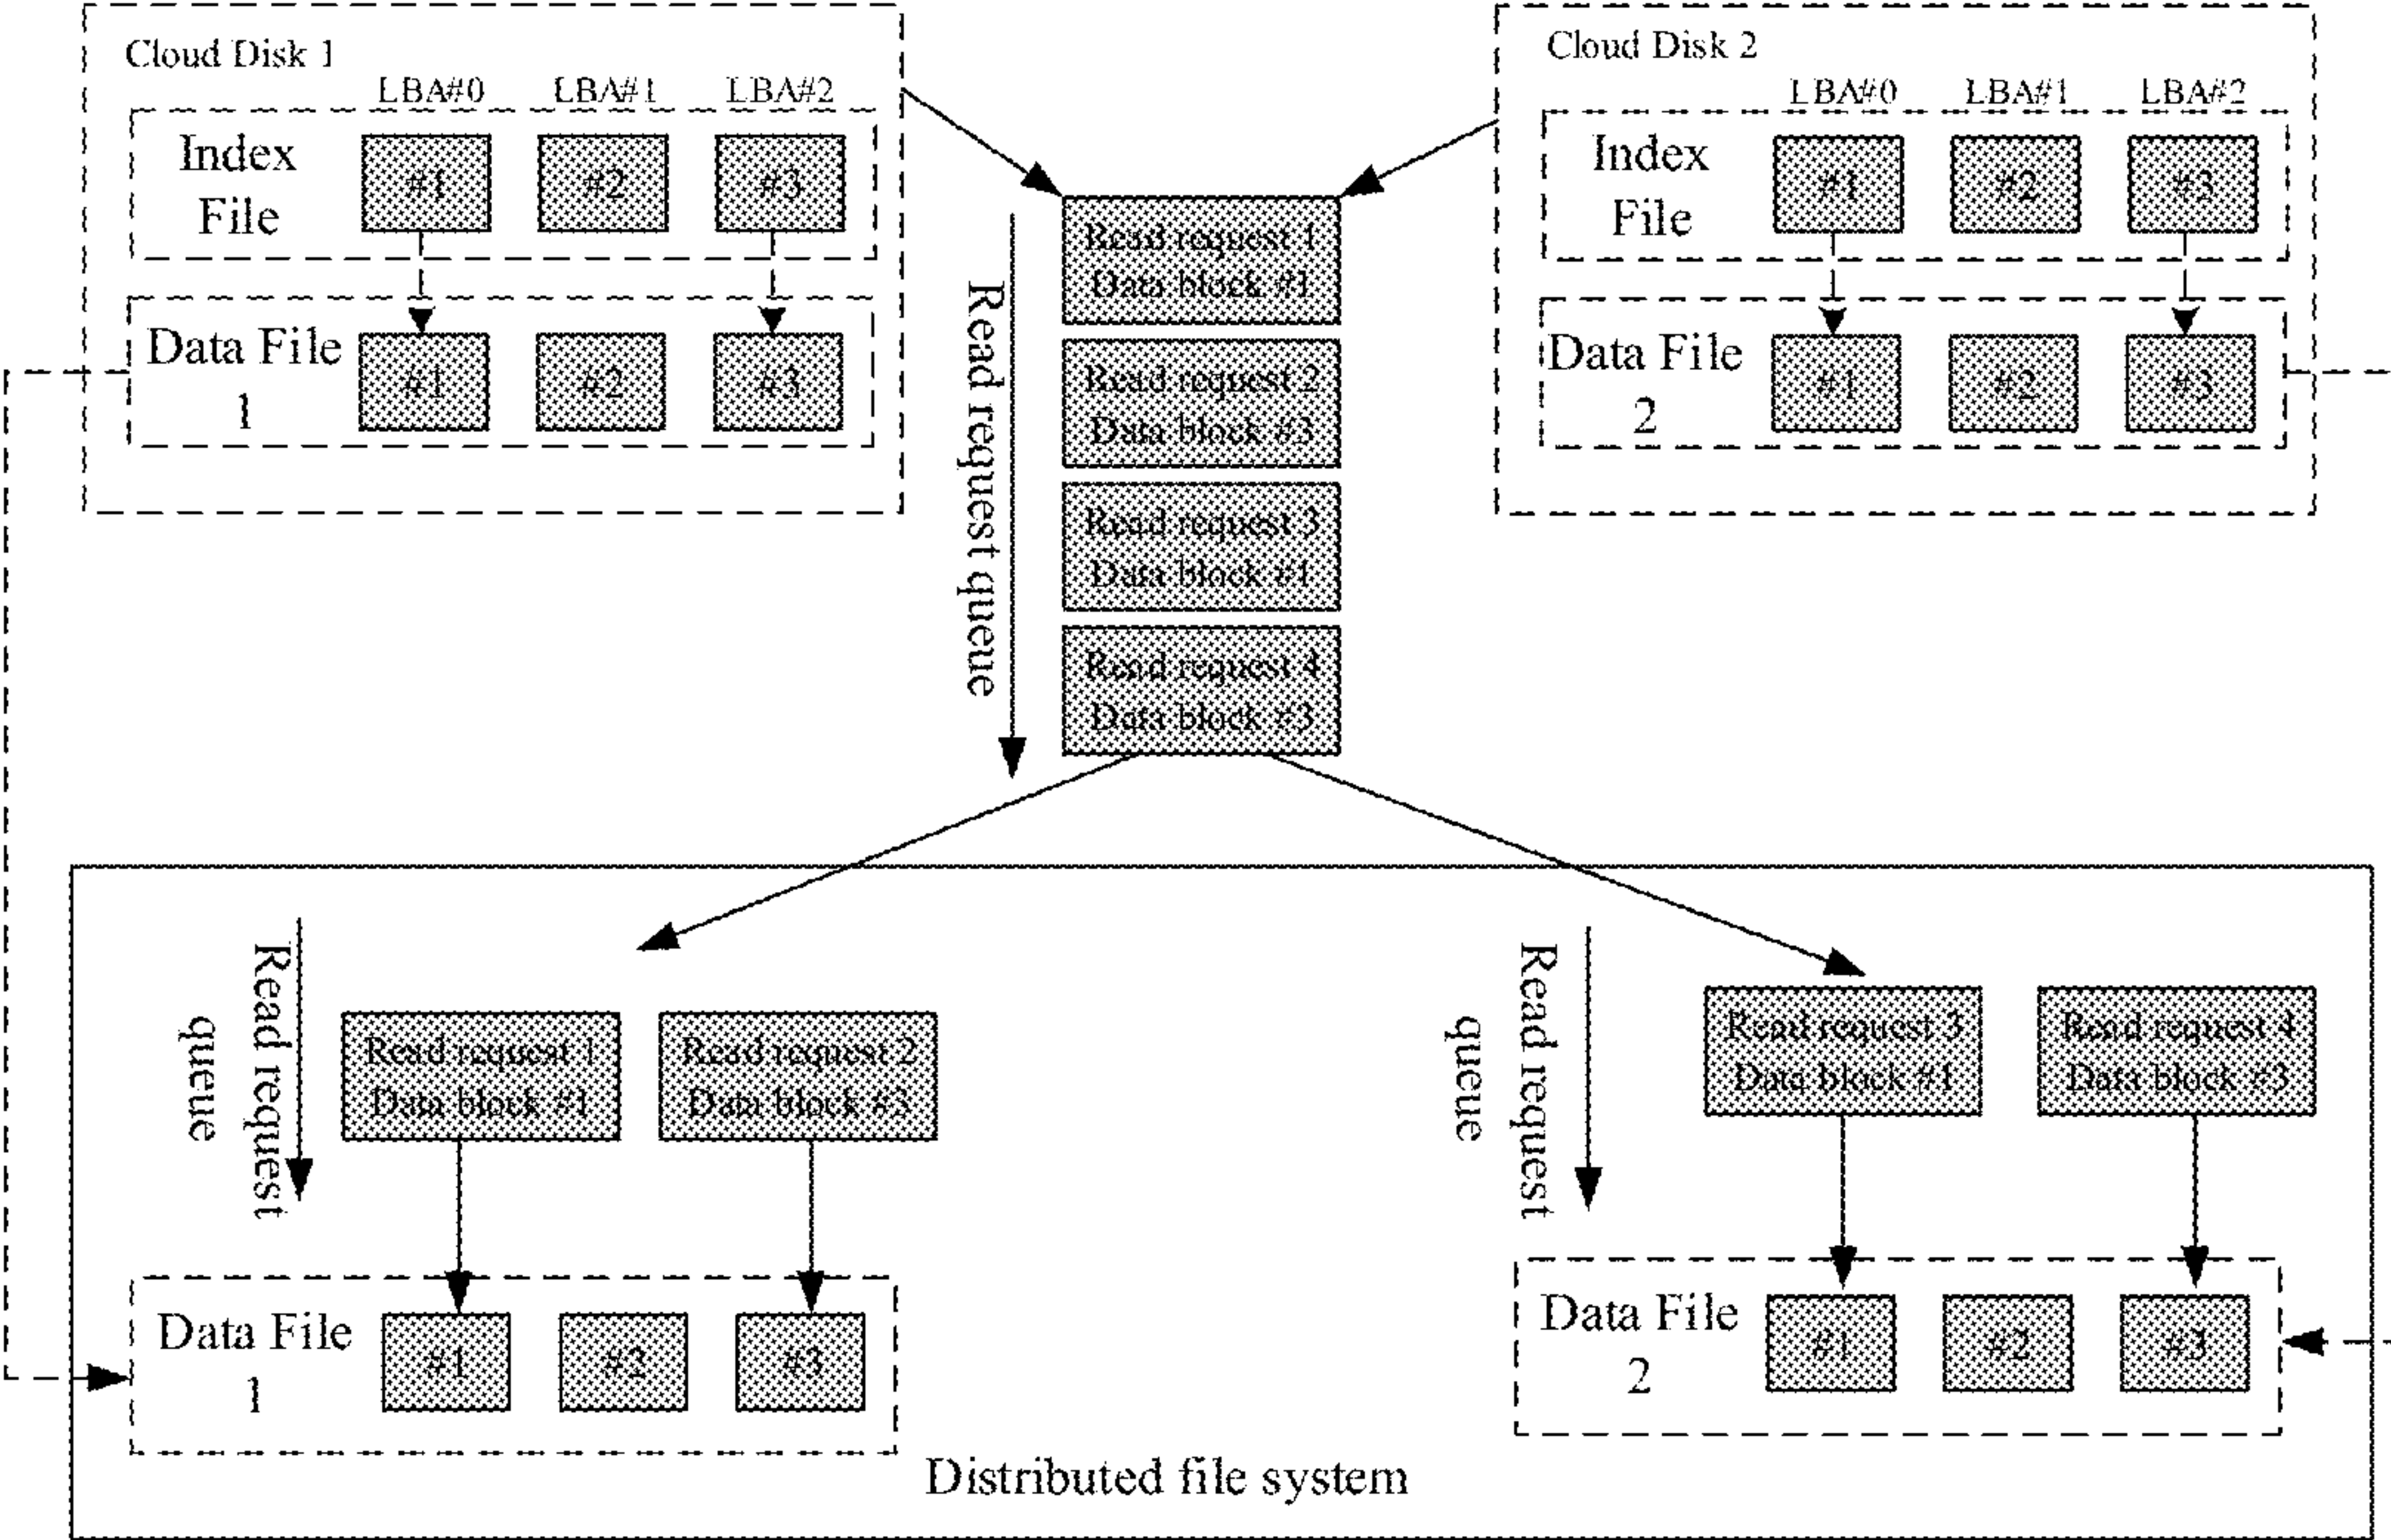 Cloud Disk 1
LBA#0 LBA#1 LBA#2
Index
File
#1 #2 #3
Data File
1
#1 #2 #3
Cloud Disk 2
LBA#0 LBA#1 LBA#2
Index
File
#1 #2 #3
Data File
2
#1 #2 #3
Read request queue
Read request 1
Data block #1
Read request 2
Data block #3
Read request 3
Data block #1
Read request 4
Data block #3
Read request
queue
Read request 1
Data block #1
Read request 2
Data block #3
Data File
1
#1 #2 #3
Read request
queue
Read request 3
Data block #1
Read request 4
Data block #3
Data File
2
#1 #2 #3
Distributed file system